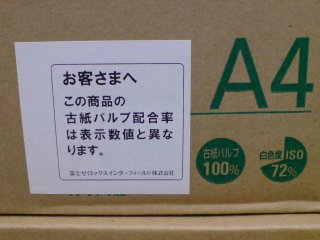 お客さまへ
この商品の
古紙パルプ配合率
は表示数値と異な
ります。
富士ゼロックスインターフィールド株式会社
A4
古紙パルプ
100%
白色度 ISO
72%